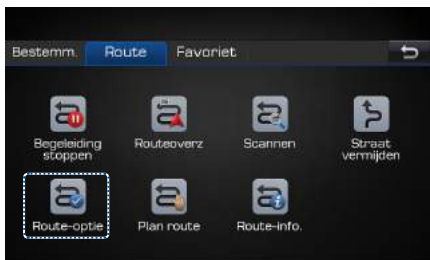 Bestemm. Route Favoriet
Begeleiding stoppen
Routeoverz
Scannen
Straat vermijden
Route-optie
Plan route
Route-info.